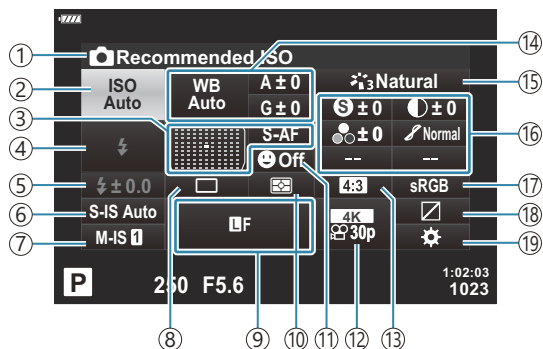 ① Recommended ISO ⑭
② ISO Auto WB Auto A±0 G±0 3 Natural ⑮
③ S-AF S±0 ±0 ⑯
④ Off ±0 Normal
-- --
⑤ ±0.0 4:3 sRGB ⑰
⑥ S-IS Auto LF 4K 30p ⑱
⑦ M-IS 1 ⑲
P 250 F5.6 1:02:03
1023
⑧ ⑨ ⑩ ⑪ ⑫ ⑬